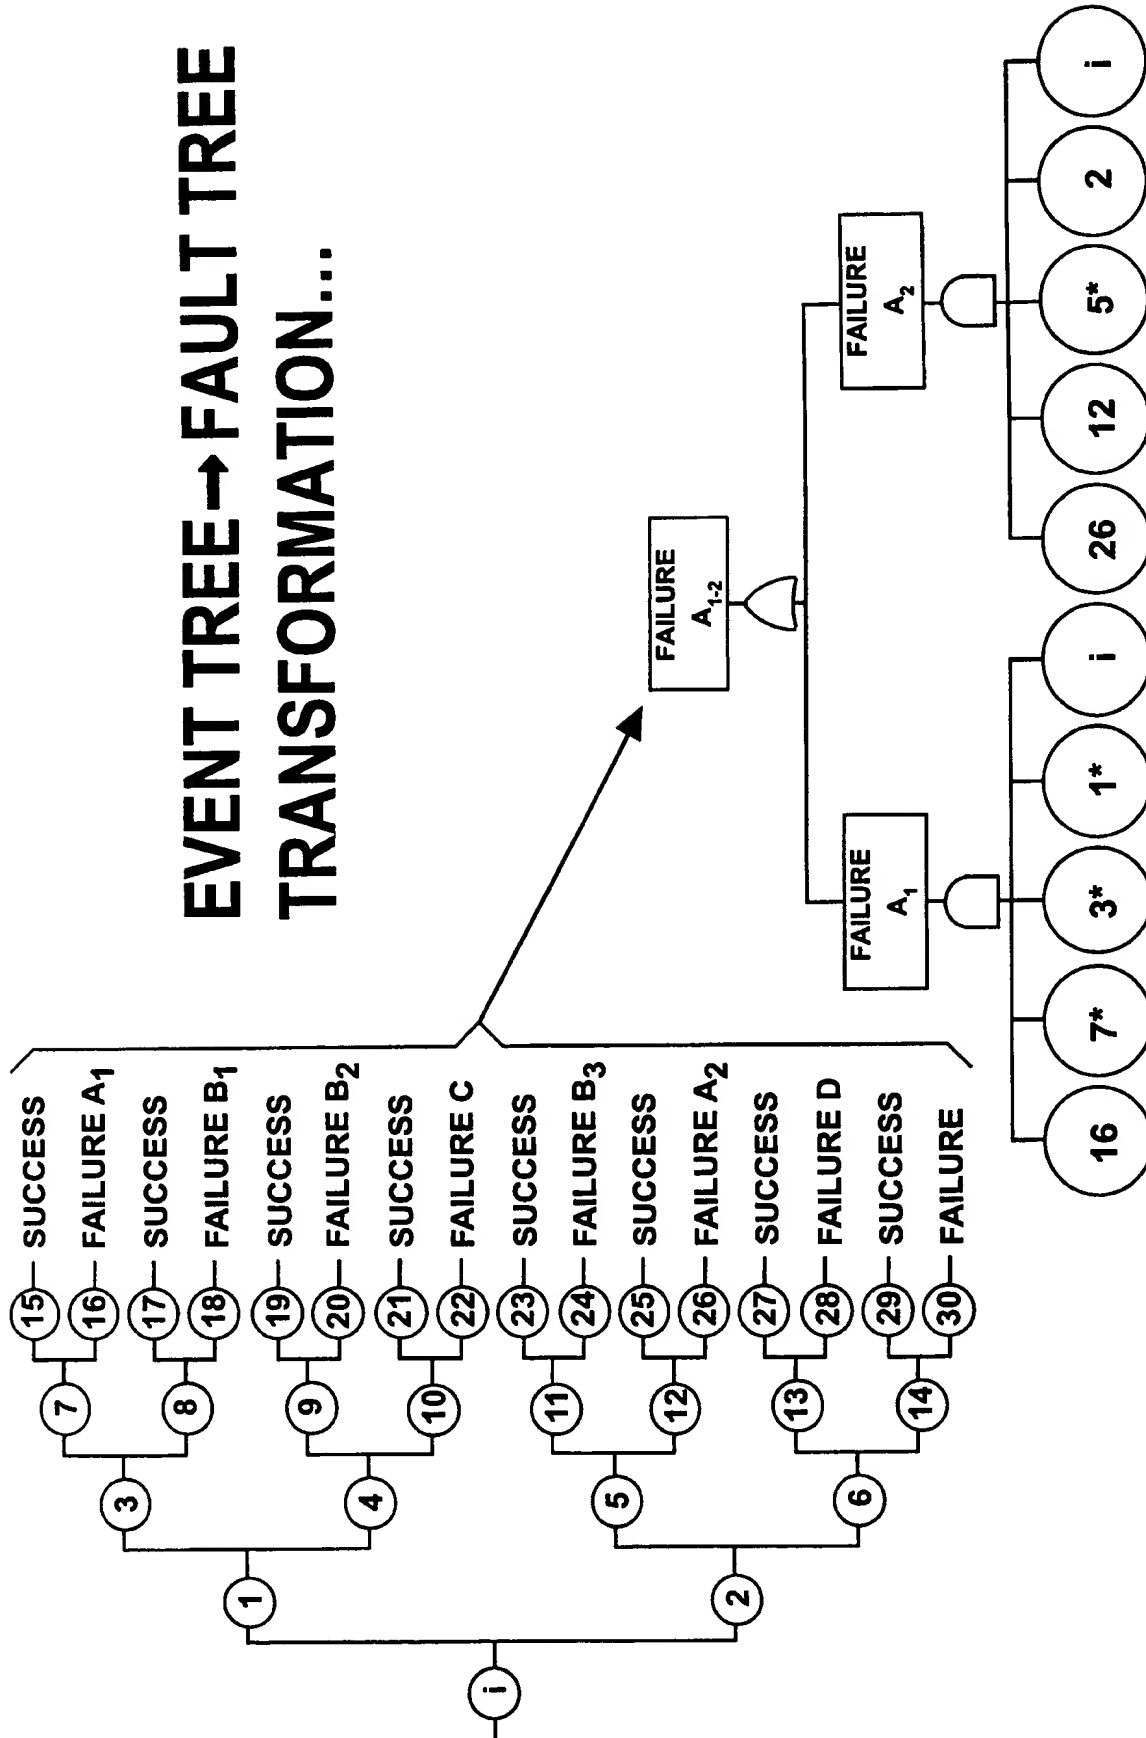 EVENT TREE→FAULT TREE
TRANSFORMATION...
i
1
2
3
4
5
6
7
8
9
10
11
12
13
14
15 SUCCESS
16 FAILURE A1
17 SUCCESS
18 FAILURE B1
19 SUCCESS
20 FAILURE B2
21 SUCCESS
22 FAILURE C
23 SUCCESS
24 FAILURE B3
25 SUCCESS
26 FAILURE A2
27 SUCCESS
28 FAILURE D
29 SUCCESS
30 FAILURE
FAILURE
A1-2
FAILURE
A1
FAILURE
A2
16 7* 3* 1* i 26 12 5* 2 i